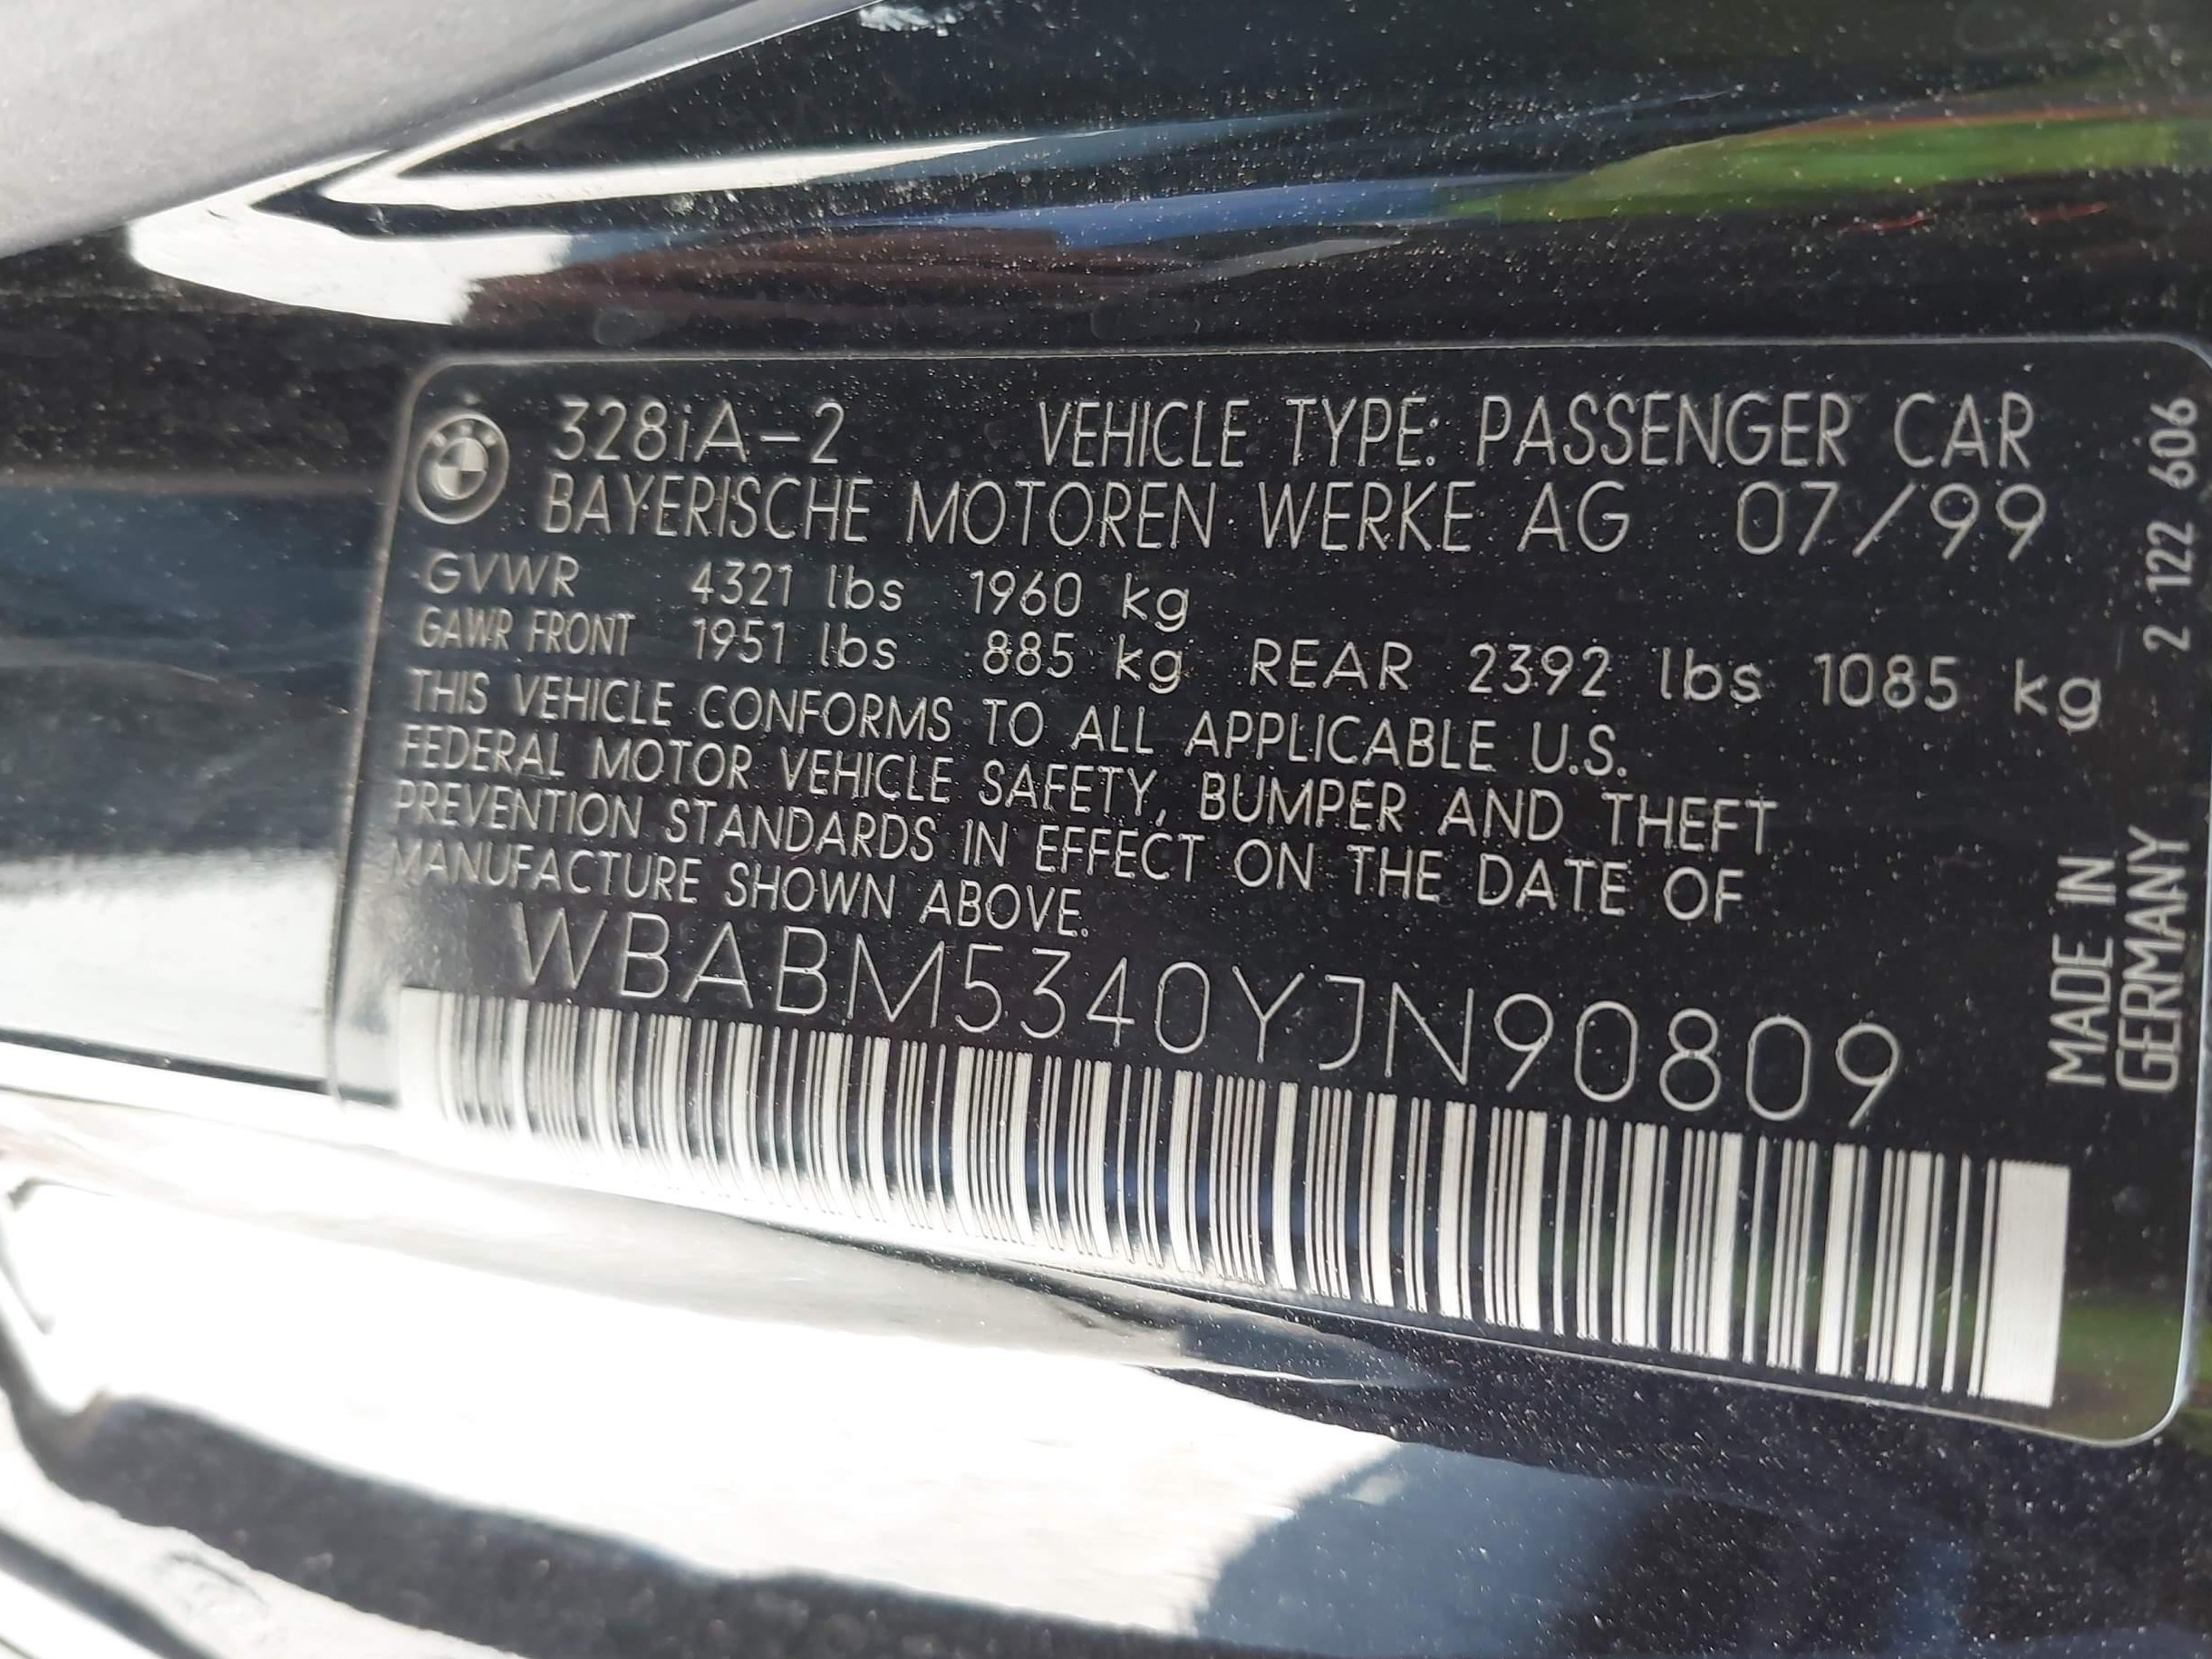 328iA-2 VEHICLE TYPE: PASSENGER CAR
BAYERISCHE MOTOREN WERKE AG 07/99
GVWR 4321 lbs 1960 kg
GAWR FRONT 1951 lbs 885 kg REAR 2392 lbs 1085 kg
THIS VEHICLE CONFORMS TO ALL APPLICABLE U.S.
FEDERAL MOTOR VEHICLE SAFETY, BUMPER AND THEFT
PREVENTION STANDARDS IN EFFECT ON THE DATE OF
MANUFACTURE SHOWN ABOVE.
WBABM5340YJN90809
MADE IN
GERMANY
2 122 606